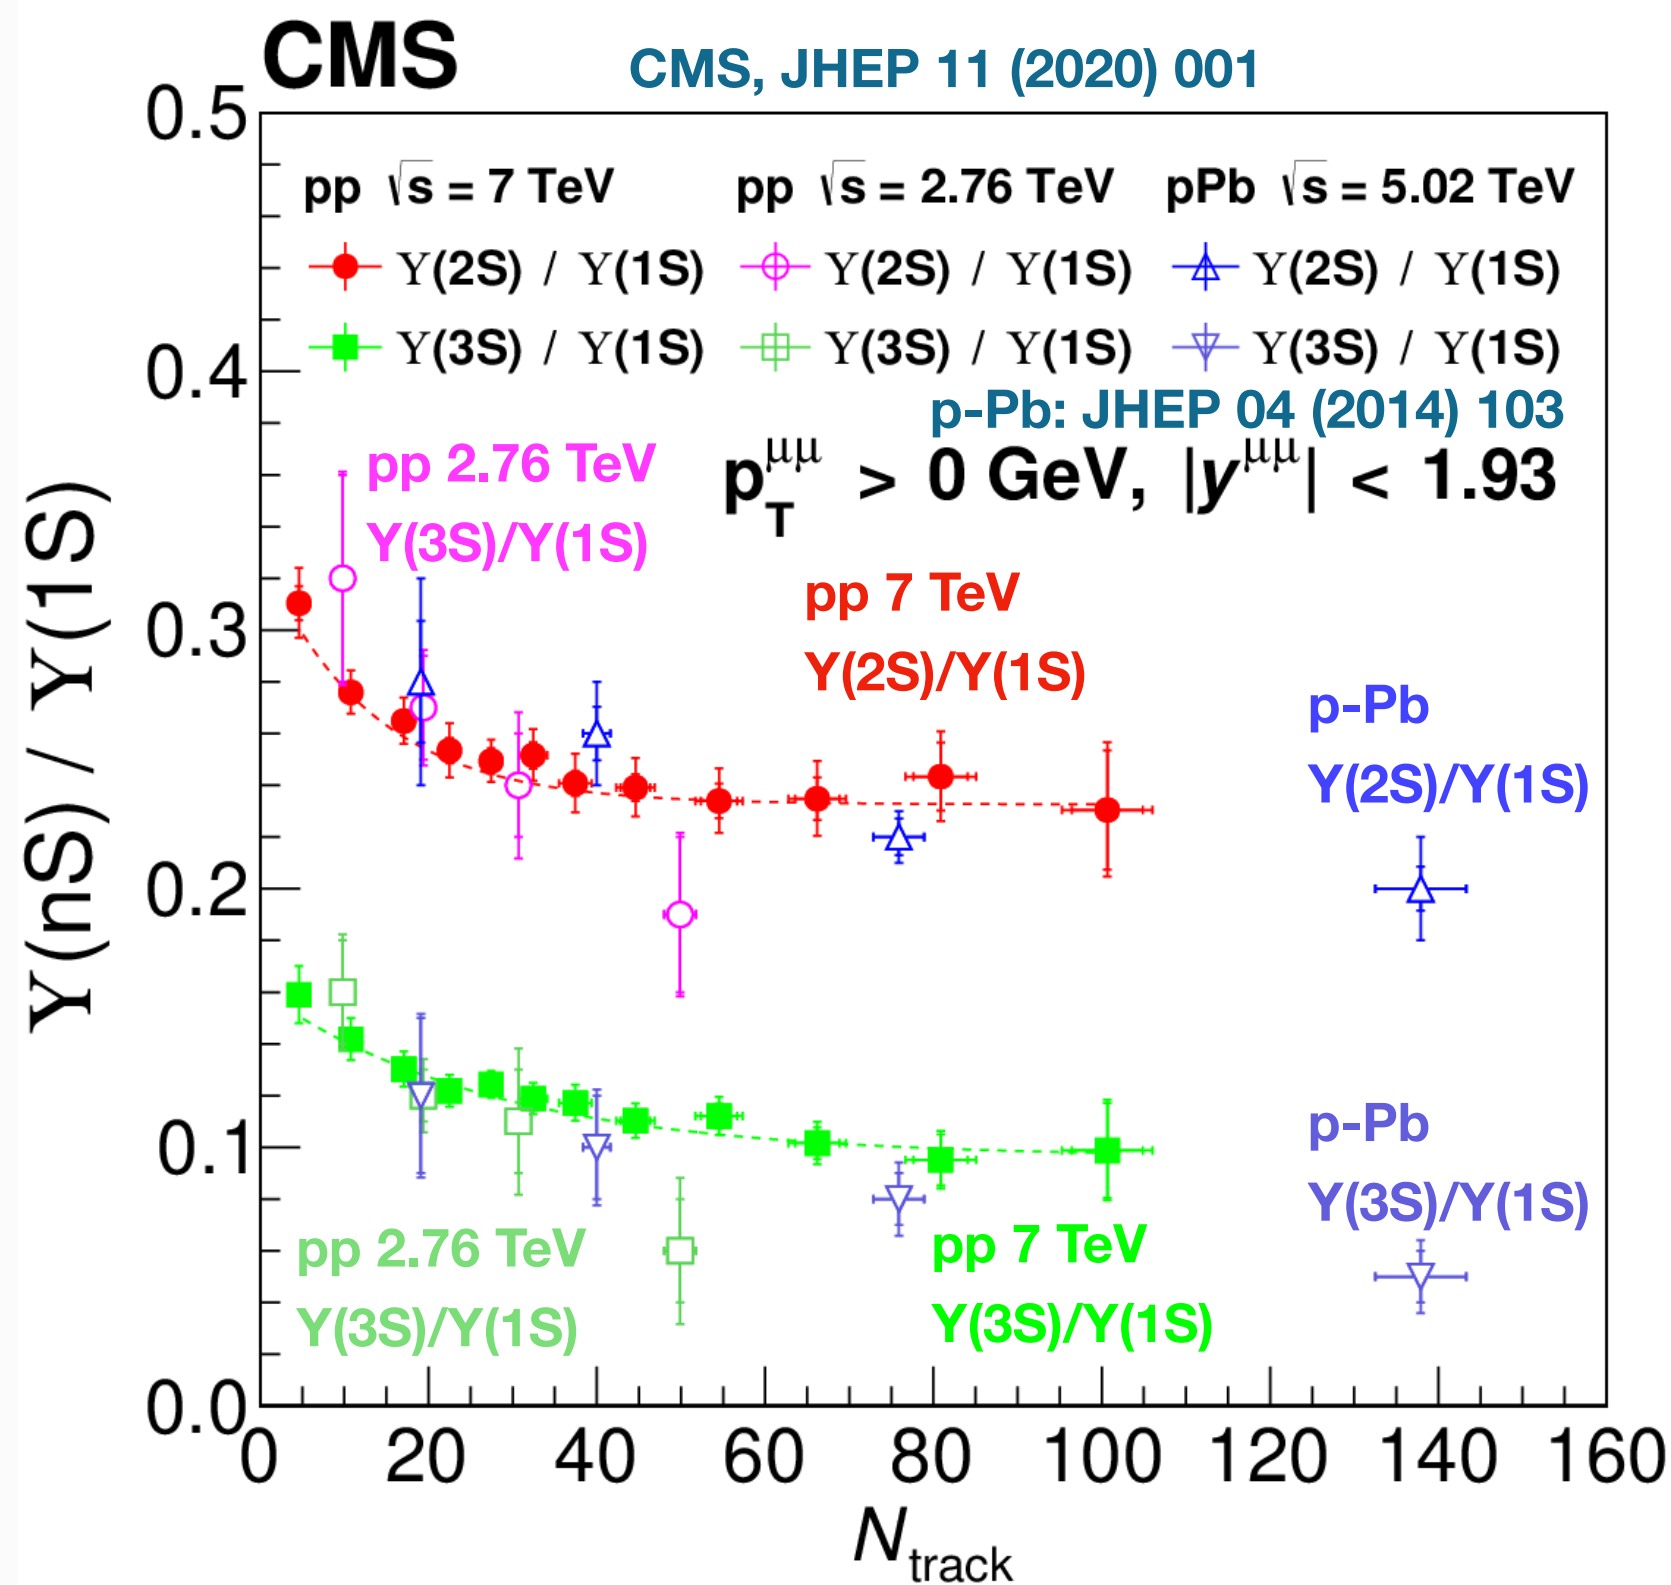 CMS
CMS, JHEP 11 (2020) 001
pp √s = 7 TeV
pp √s = 2.76 TeV
pPb √s = 5.02 TeV
ϒ(2S) / ϒ(1S)
ϒ(2S) / ϒ(1S)
ϒ(2S) / ϒ(1S)
ϒ(3S) / ϒ(1S)
ϒ(3S) / ϒ(1S)
ϒ(3S) / ϒ(1S)
p-Pb: JHEP 04 (2014) 103
p_T^μμ > 0 GeV, |y^μμ| < 1.93
pp 2.76 TeV
Y(3S)/Y(1S)
pp 7 TeV
Y(2S)/Y(1S)
p-Pb
Y(2S)/Y(1S)
p-Pb
Y(3S)/Y(1S)
pp 2.76 TeV
Y(3S)/Y(1S)
pp 7 TeV
Y(3S)/Y(1S)
ϒ(nS) / ϒ(1S)
0.5
0.4
0.3
0.2
0.1
0.0
0 20 40 60 80 100 120 140 160
N_track